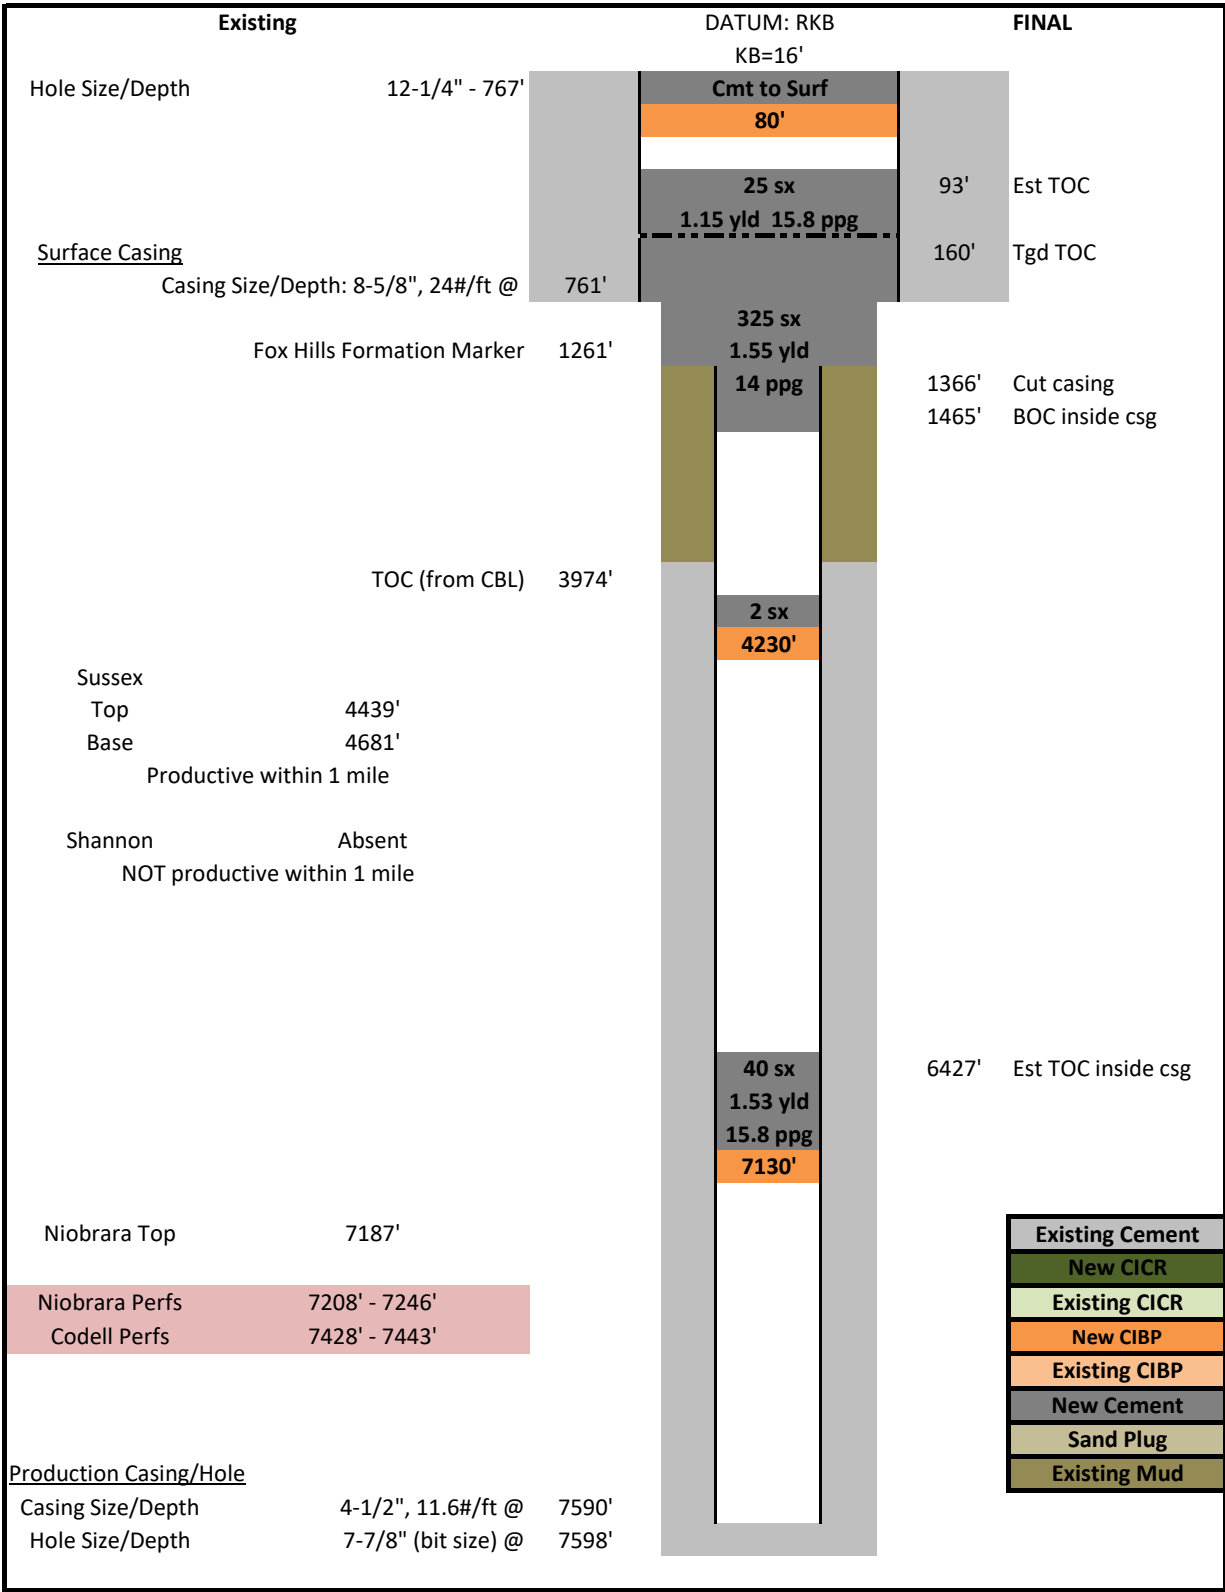 Existing DATUM: RKB FINAL
KB=16'
Hole Size/Depth 12-1/4" - 767' Cmt to Surf
80'
25 sx 93' Est TOC
1.15 yld 15.8 ppg
Surface Casing 160' Tgd TOC
Casing Size/Depth: 8-5/8", 24#/ft @ 761'
325 sx
Fox Hills Formation Marker 1261' 1.55 yld
14 ppg 1366' Cut casing
1465' BOC inside csg
TOC (from CBL) 3974'
2 sx
4230'
Sussex
Top 4439'
Base 4681'
Productive within 1 mile
Shannon Absent
NOT productive within 1 mile
40 sx 6427' Est TOC inside csg
1.53 yld
15.8 ppg
7130'
Niobrara Top 7187' Existing Cement
New CICR
Niobrara Perfs 7208' - 7246' Existing CICR
Codell Perfs 7428' - 7443' New CIBP
Existing CIBP
New Cement
Sand Plug
Production Casing/Hole Existing Mud
Casing Size/Depth 4-1/2", 11.6#/ft @ 7590'
Hole Size/Depth 7-7/8" (bit size) @ 7598'